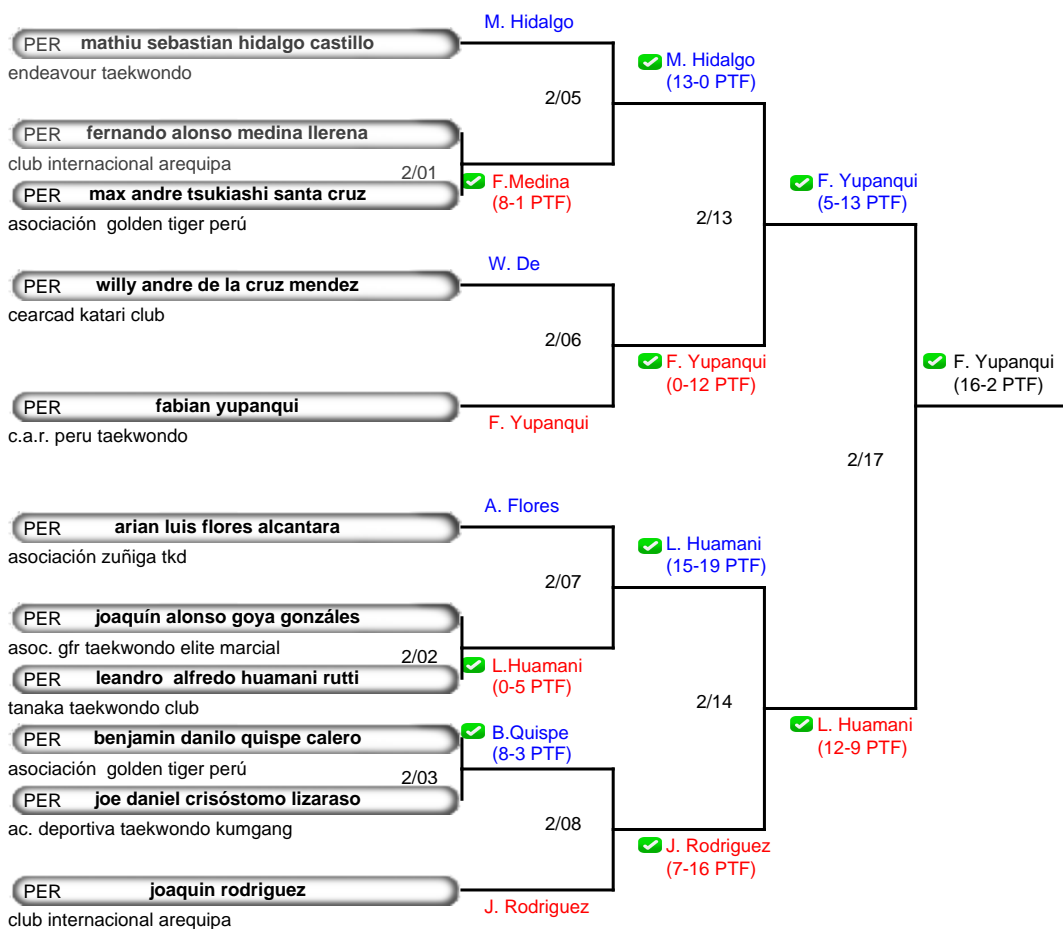 M. Hidalgo
PER mathiu sebastian hidalgo castillo
endeavour taekwondo
M. Hidalgo
(13-0 PTF)
2/05
PER fernando alonso medina llerena
club internacional arequipa
2/01
F.Medina
(8-1 PTF)
PER max andre tsukiashi santa cruz
asociación golden tiger perú
F. Yupanqui
(5-13 PTF)
2/13
W. De
PER willy andre de la cruz mendez
cearcad katari club
2/06
F. Yupanqui
(0-12 PTF)
F. Yupanqui
(16-2 PTF)
PER fabian yupanqui
F. Yupanqui
c.a.r. peru taekwondo
2/17
A. Flores
PER arian luis flores alcantara
asociación zuñiga tkd
L. Huamani
(15-19 PTF)
2/07
PER joaquín alonso goya gonzáles
asoc. gfr taekwondo elite marcial
2/02
L.Huamani
(0-5 PTF)
PER leandro alfredo huamani rutti
tanaka taekwondo club
2/14
L. Huamani
(12-9 PTF)
PER benjamin danilo quispe calero
B.Quispe
(8-3 PTF)
asociación golden tiger perú
2/03
PER joe daniel crisóstomo lizaraso
ac. deportiva taekwondo kumgang
2/08
J. Rodriguez
(7-16 PTF)
PER joaquin rodriguez
J. Rodriguez
club internacional arequipa